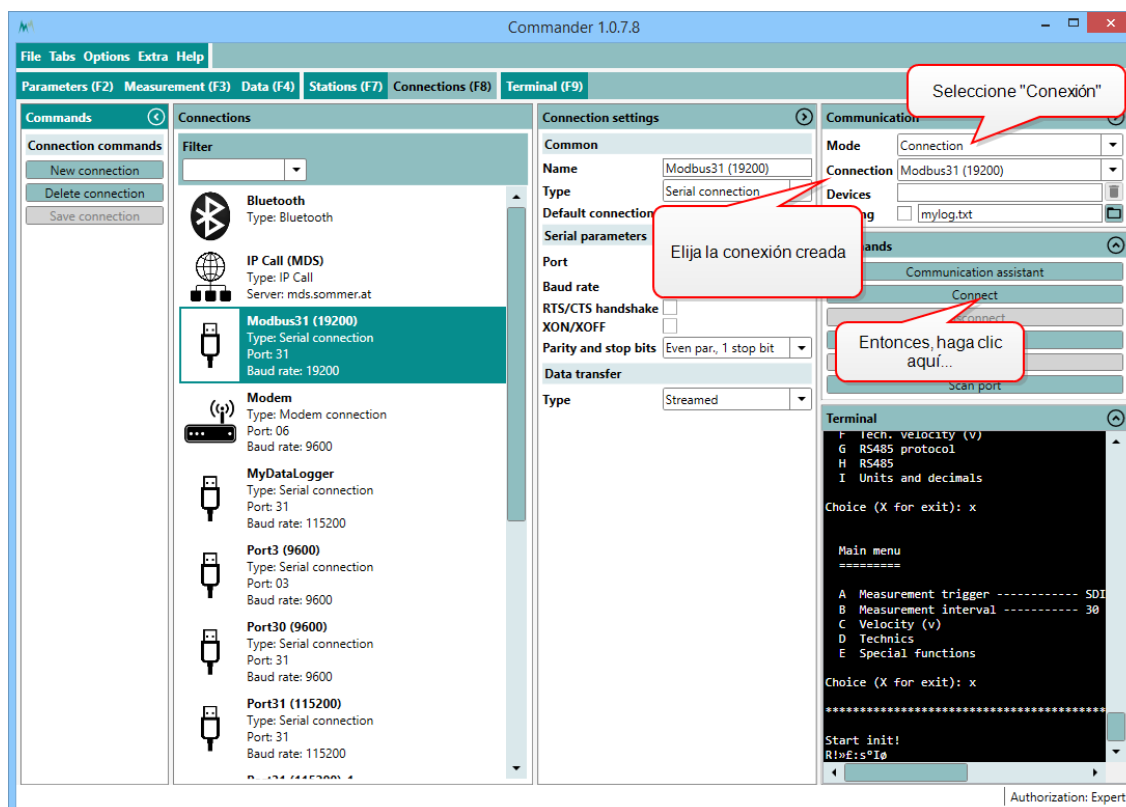 Commander 1.0.7.8
File Tabs Options Extra Help
Parameters (F2) Measurement (F3) Data (F4) Stations (F7) Connections (F8) Terminal (F9)
Commands
Connection commands
New connection
Delete connection
Save connection
Connections
Filter
Bluetooth
Type: Bluetooth
IP Call (MDS)
Type: IP Call
Server: mds.sommer.at
Modbus31 (19200)
Type: Serial connection
Port: 31
Baud rate: 19200
Modem
Type: Modem connection
Port: 06
Baud rate: 9600
MyDataLogger
Type: Serial connection
Port: 31
Baud rate: 115200
Port3 (9600)
Type: Serial connection
Port: 03
Baud rate: 9600
Port30 (9600)
Type: Serial connection
Port: 31
Baud rate: 9600
Port31 (115200)
Type: Serial connection
Port: 31
Baud rate: 115200
Connection settings
Common
Name Modbus31 (19200)
Type Serial connection
Default connection
Serial parameters
Port
Baud rate
RTS/CTS handshake
XON/XOFF
Parity and stop bits Even par., 1 stop bit
Data transfer
Type Streamed
Seleccione "Conexión"
Elija la conexión creada
Entonces, haga clic
aquí...
Communication
Mode Connection
Connection Modbus31 (19200)
Devices
mylog.txt
Communication assistant
Connect
Scan port
Terminal
F Tech. velocity (v)
G RS485 protocol
H RS485
I Units and decimals
Choice (X for exit): x
Main menu
=========
A Measurement trigger ------------ SDI
B Measurement interval ----------- 30
C Velocity (v)
D Technics
E Special functions
Choice (X for exit): x
*****************************************
Start init!
R!»£:s°Iø
Authorization: Expert